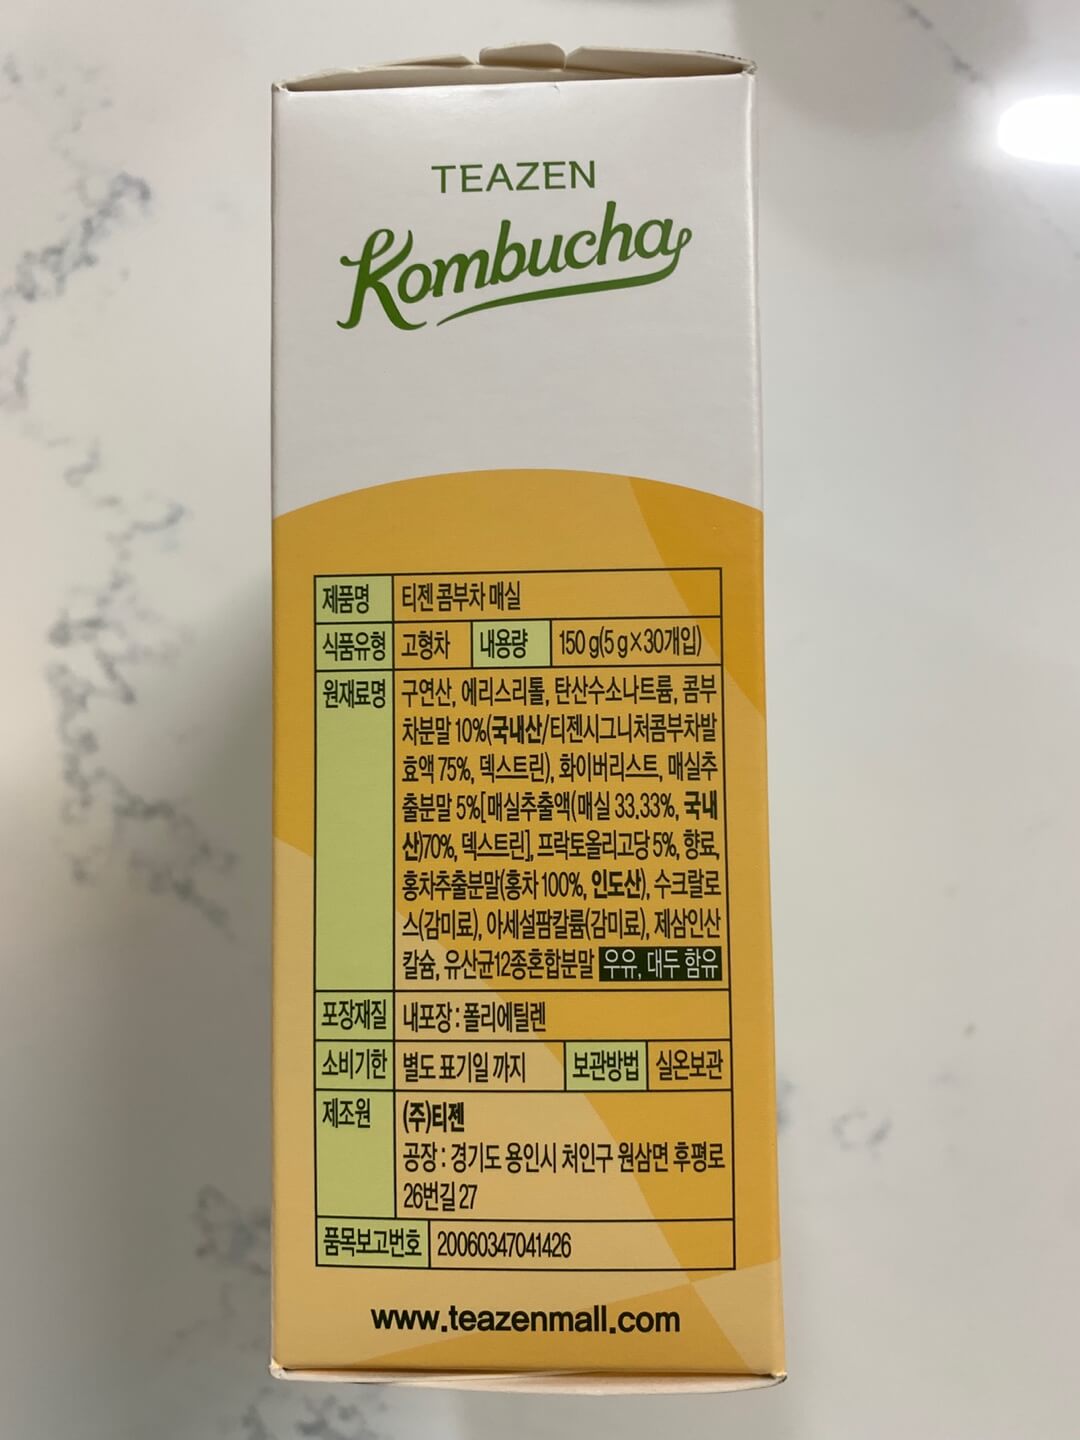 TEAZEN
Kombucha
제품명 티젠 콤부차 매실
식품유형 고형차 내용량 150 g(5 g×30개입)
원재료명 구연산, 에리스리톨, 탄산수소나트륨, 콤부
차분말 10%(국내산/티젠시그니처콤부차발
효액 75%, 덱스트린), 화이버리스트, 매실추
출분말 5%[매실추출액(매실 33.33%, 국내
산)70%, 덱스트린], 프락토올리고당 5%, 향료,
홍차추출분말(홍차 100%, 인도산), 수크랄로
스(감미료), 아세설팜칼륨(감미료), 제삼인산
칼슘, 유산균12종혼합분말 우유, 대두 함유
포장재질 내포장 : 폴리에틸렌
소비기한 별도 표기일 까지 보관방법 실온보관
제조원 (주)티젠
공장 : 경기도 용인시 처인구 원삼면 후평로
26번길 27
품목보고번호 20060347041426
www.teazenmall.com